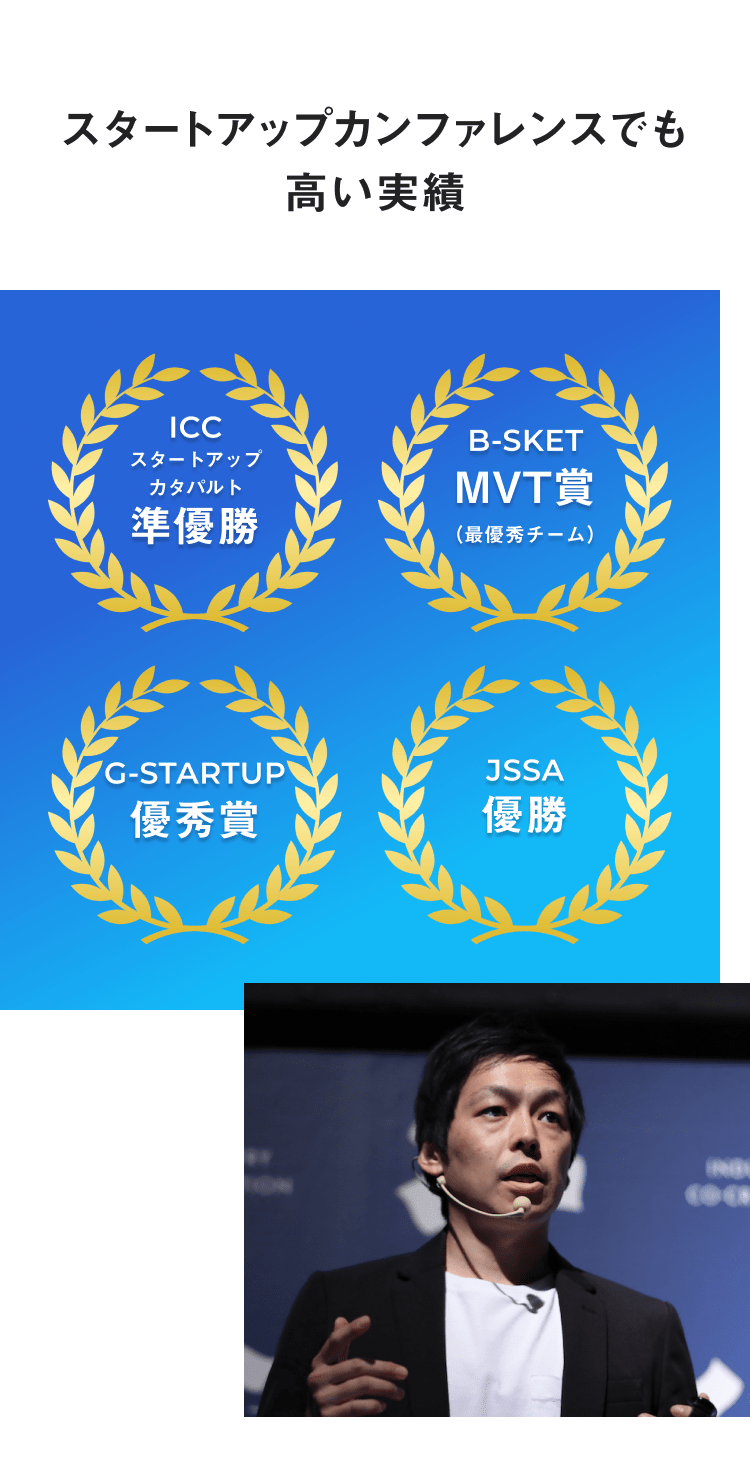 スタートアップカンファレンスでも
高い実績
ICC
スタートアップ
カタパルト
準優勝
B-SKET
MVT賞
（最優秀チーム）
G-STARTUP
優秀賞
JSSA
優勝